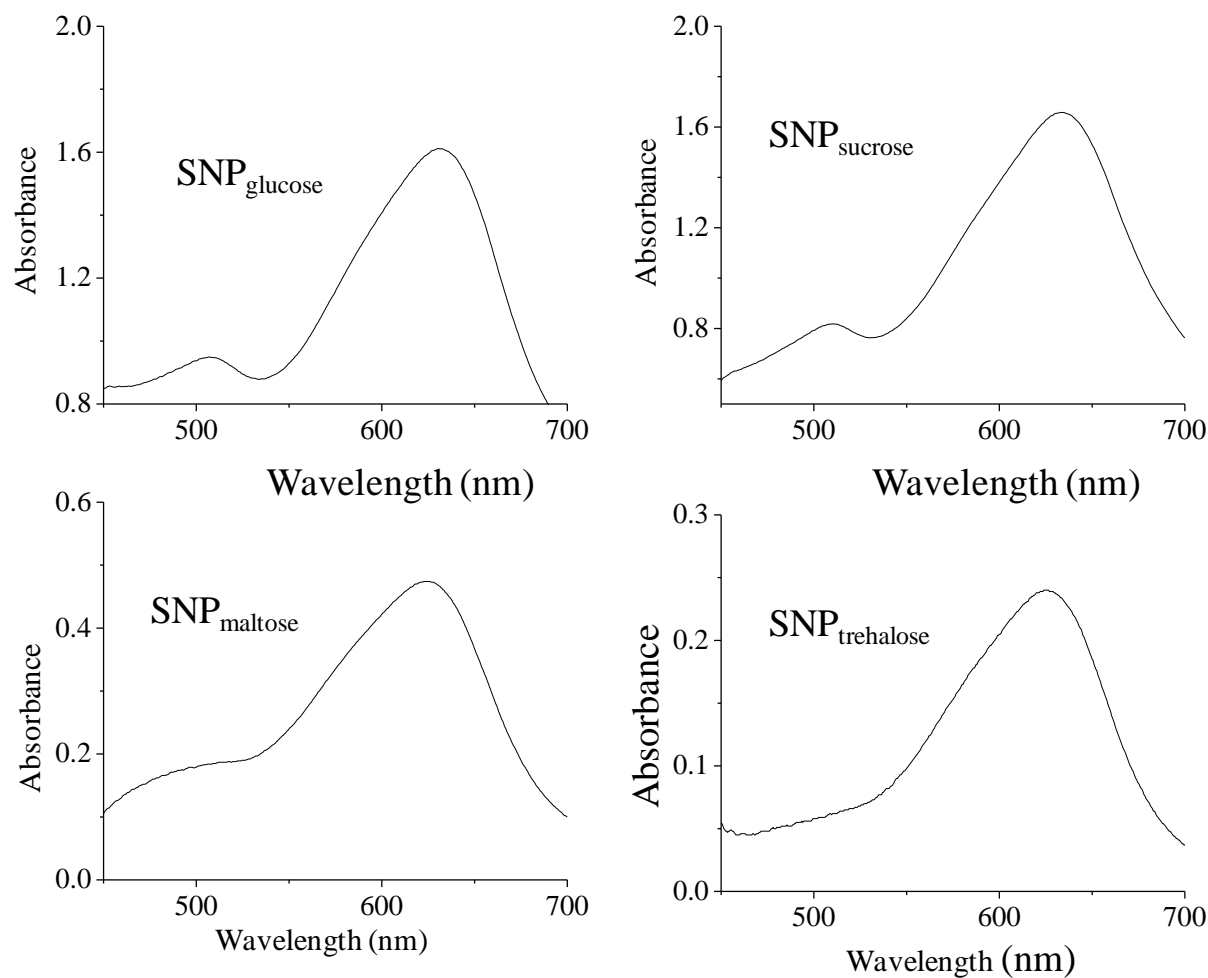 2.0
1.6
1.2
0.8
Absorbance
SNPglucose
500 600 700
Wavelength (nm)
2.0
1.6
1.2
0.8
Absorbance
SNPsucrose
500 600 700
Wavelength (nm)
0.6
0.4
0.2
0.0
Absorbance
SNPmaltose
500 600 700
Wavelength (nm)
0.3
0.2
0.1
0.0
Absorbance
SNPtrehalose
500 600 700
Wavelength (nm)